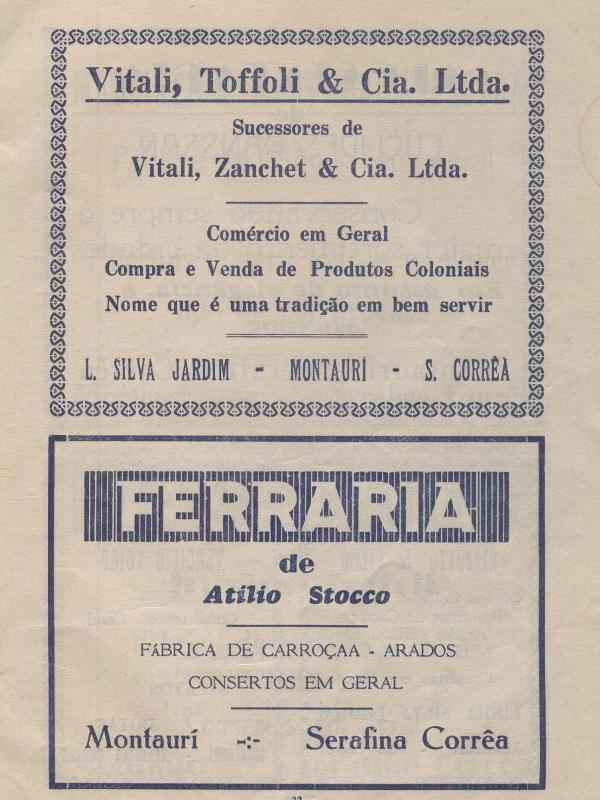 Vitali, Toffoli & Cia. Ltda.
Sucessores de
Vitali, Zanchet & Cia. Ltda.
Comércio em Geral
Compra e Venda de Produtos Coloniais
Nome que é uma tradição em bem servir
L. SILVA JARDIM - MONTAURI - S. CORRÊA
FERRARIA
de
Atílio Stocco
FÁBRICA DE CARROÇAA - ARADOS
CONSERTOS EM GERAL
Montaurí -:- Serafina Corrêa